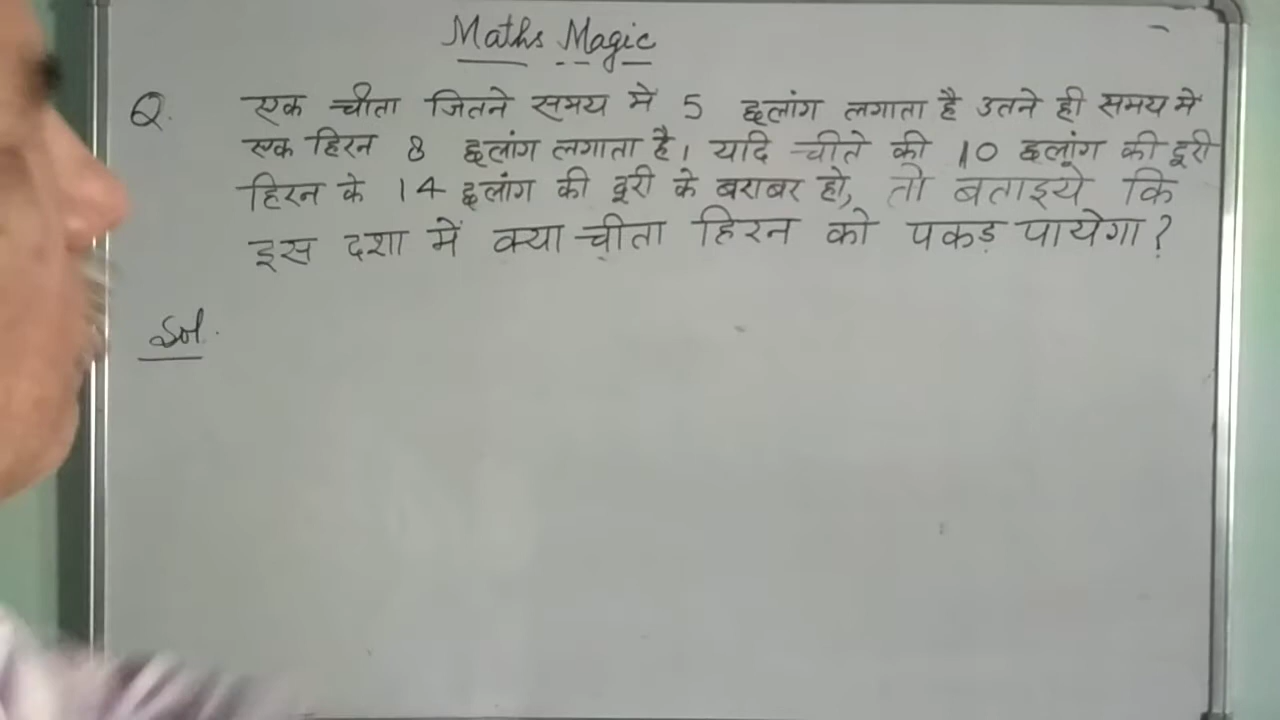 Maths Magic
Q. एक चीता जितने समय में 5 छलांग लगाता है उतने ही समय में
एक हिरन 8 छलांग लगाता है। यदि चीते की 10 छलांग की दूरी
हिरन के 14 छलांग की दूरी के बराबर हो, तो बताइये कि
इस दशा में क्या चीता हिरन को पकड़ पायेगा?
Sol.